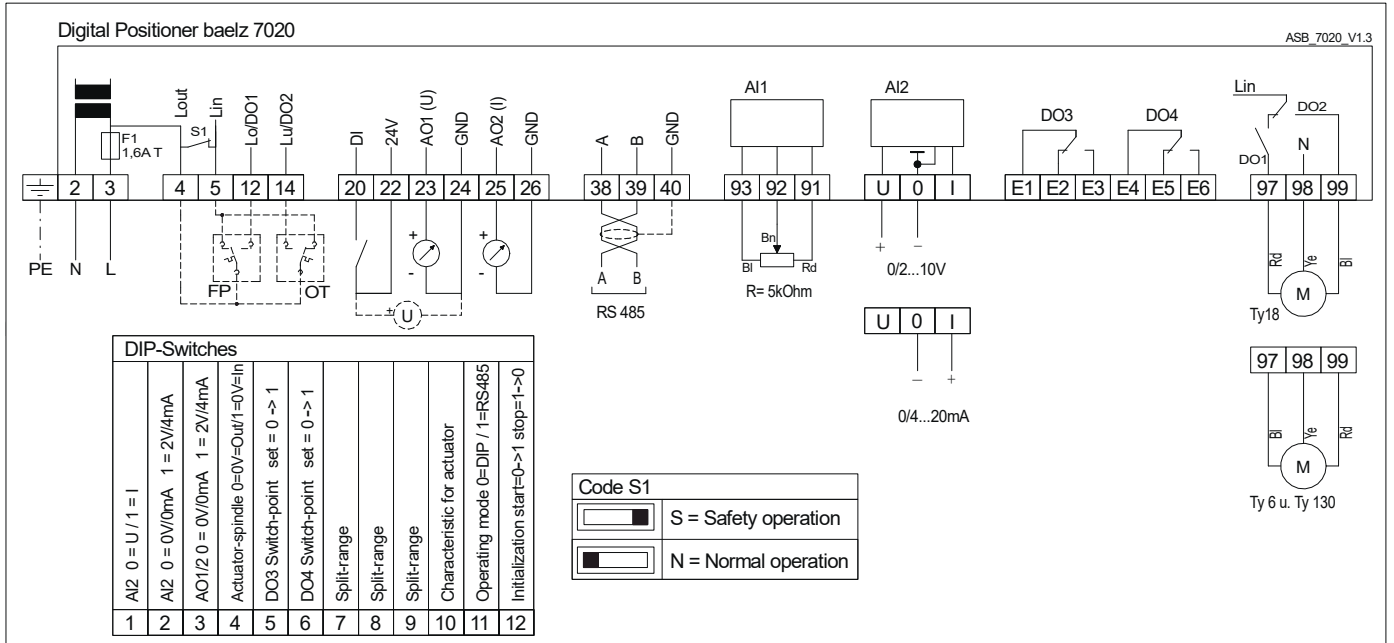 Digital Positioner baelz 7020
ASB_7020_V1.3
F1
1,6A T
Lout
S1
Lin
Lo/DO1
Lu/DO2
DI
24V
AO1 (U)
GND
AO2 (I)
GND
A
B
GND
AI1
AI2
DO3
DO4
Lin
DO2
DO1
N
2 3 4 5 12 14 20 22 23 24 25 26 38 39 40 93 92 91 U 0 I E1 E2 E3 E4 E5 E6 97 98 99
PE N L
FP OT
+
-
+
-
+
U
A B
RS 485
Bn
Bl Rd
R= 5kOhm
+ –
0/2...10V
U 0 I
– +
0/4...20mA
Rd Ye Bl
M
Ty18
97 98 99
Bl Ye Rd
M
Ty 6 u. Ty 130
DIP-Switches
AI2 0 = U / 1 = I
AI2 0 = 0V/0mA 1 = 2V/4mA
AO1/2 0 = 0V/0mA 1 = 2V/4mA
Actuator-spindle 0=0V=Out/1=0V=In
DO3 Switch-point set = 0 -> 1
DO4 Switch-point set = 0 -> 1
Split-range
Split-range
Split-range
Characteristic for actuator
Operating mode 0=DIP / 1=RS485
Initialization start=0->1 stop=1->0
1 2 3 4 5 6 7 8 9 10 11 12
Code S1
S = Safety operation
N = Normal operation